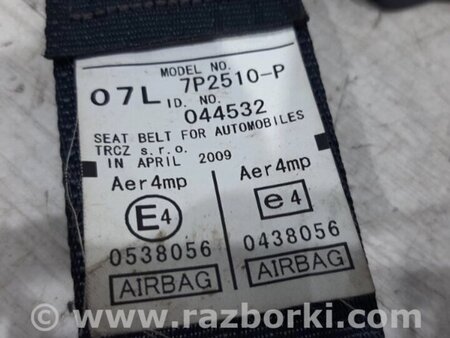 MODEL NO.
07L 7P2510-P
ID. NO.
044532
SEAT BELT FOR AUTOMOBILES
TRCZ s.r.o.
IN APRIL 2009
Aer4mp Aer4mp
E4 e4
0538056 0438056
AIRBAG AIRBAG
© www.razborki.com